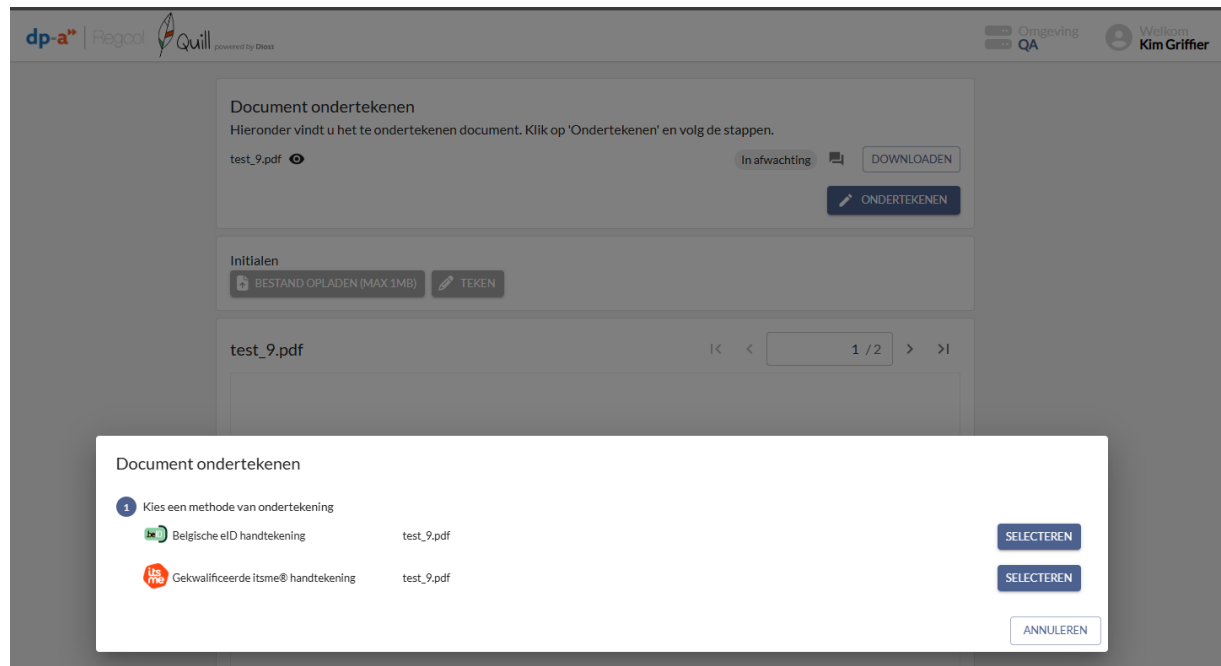 dp-a” | Regcol Quill powered by Dioss
Omgeving
QA
Welkom
Kim Griffier
Document ondertekenen
Hieronder vindt u het te ondertekenen document. Klik op 'Ondertekenen' en volg de stappen.
test_9.pdf In afwachting DOWNLOADEN
ONDERTEKENEN
Initialen
BESTAND OPLADEN (MAX 1MB) TEKEN
test_9.pdf 1 / 2
Document ondertekenen
1 Kies een methode van ondertekening
be Belgische eID handtekening test_9.pdf SELECTEREN
itsme Gekwalificeerde itsme® handtekening test_9.pdf SELECTEREN
ANNULEREN